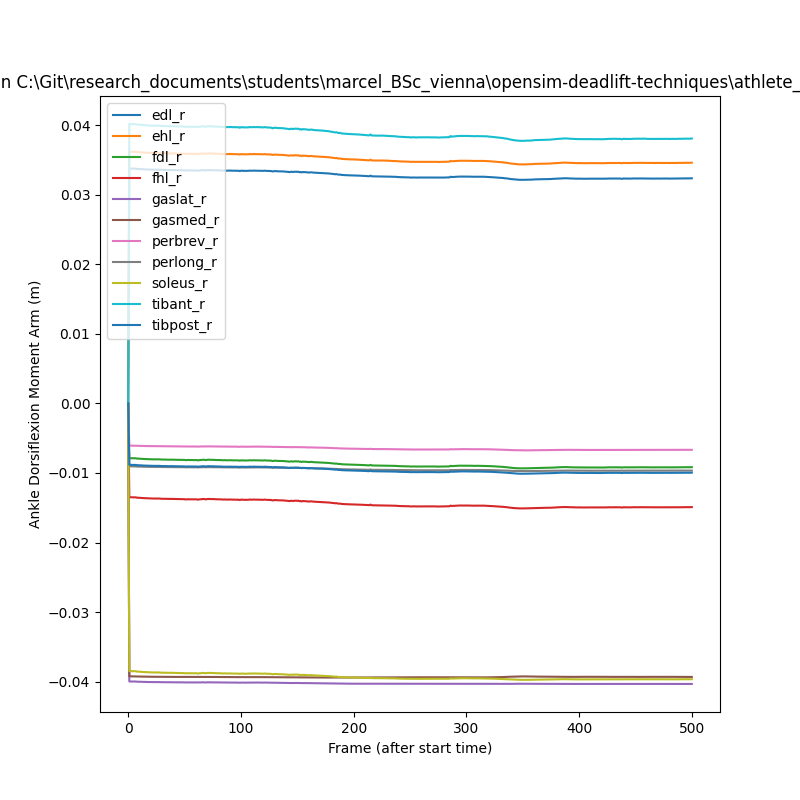 n C:\Git\research_documents\students\marcel_BSc_vienna\opensim-deadlift-techniques\athlete_
edl_r
ehl_r
fdl_r
fhl_r
gaslat_r
gasmed_r
perbrev_r
perlong_r
soleus_r
tibant_r
tibpost_r
0.04
0.03
0.02
0.01
0.00
−0.01
−0.02
−0.03
−0.04
Ankle Dorsiflexion Moment Arm (m)
0 100 200 300 400 500
Frame (after start time)